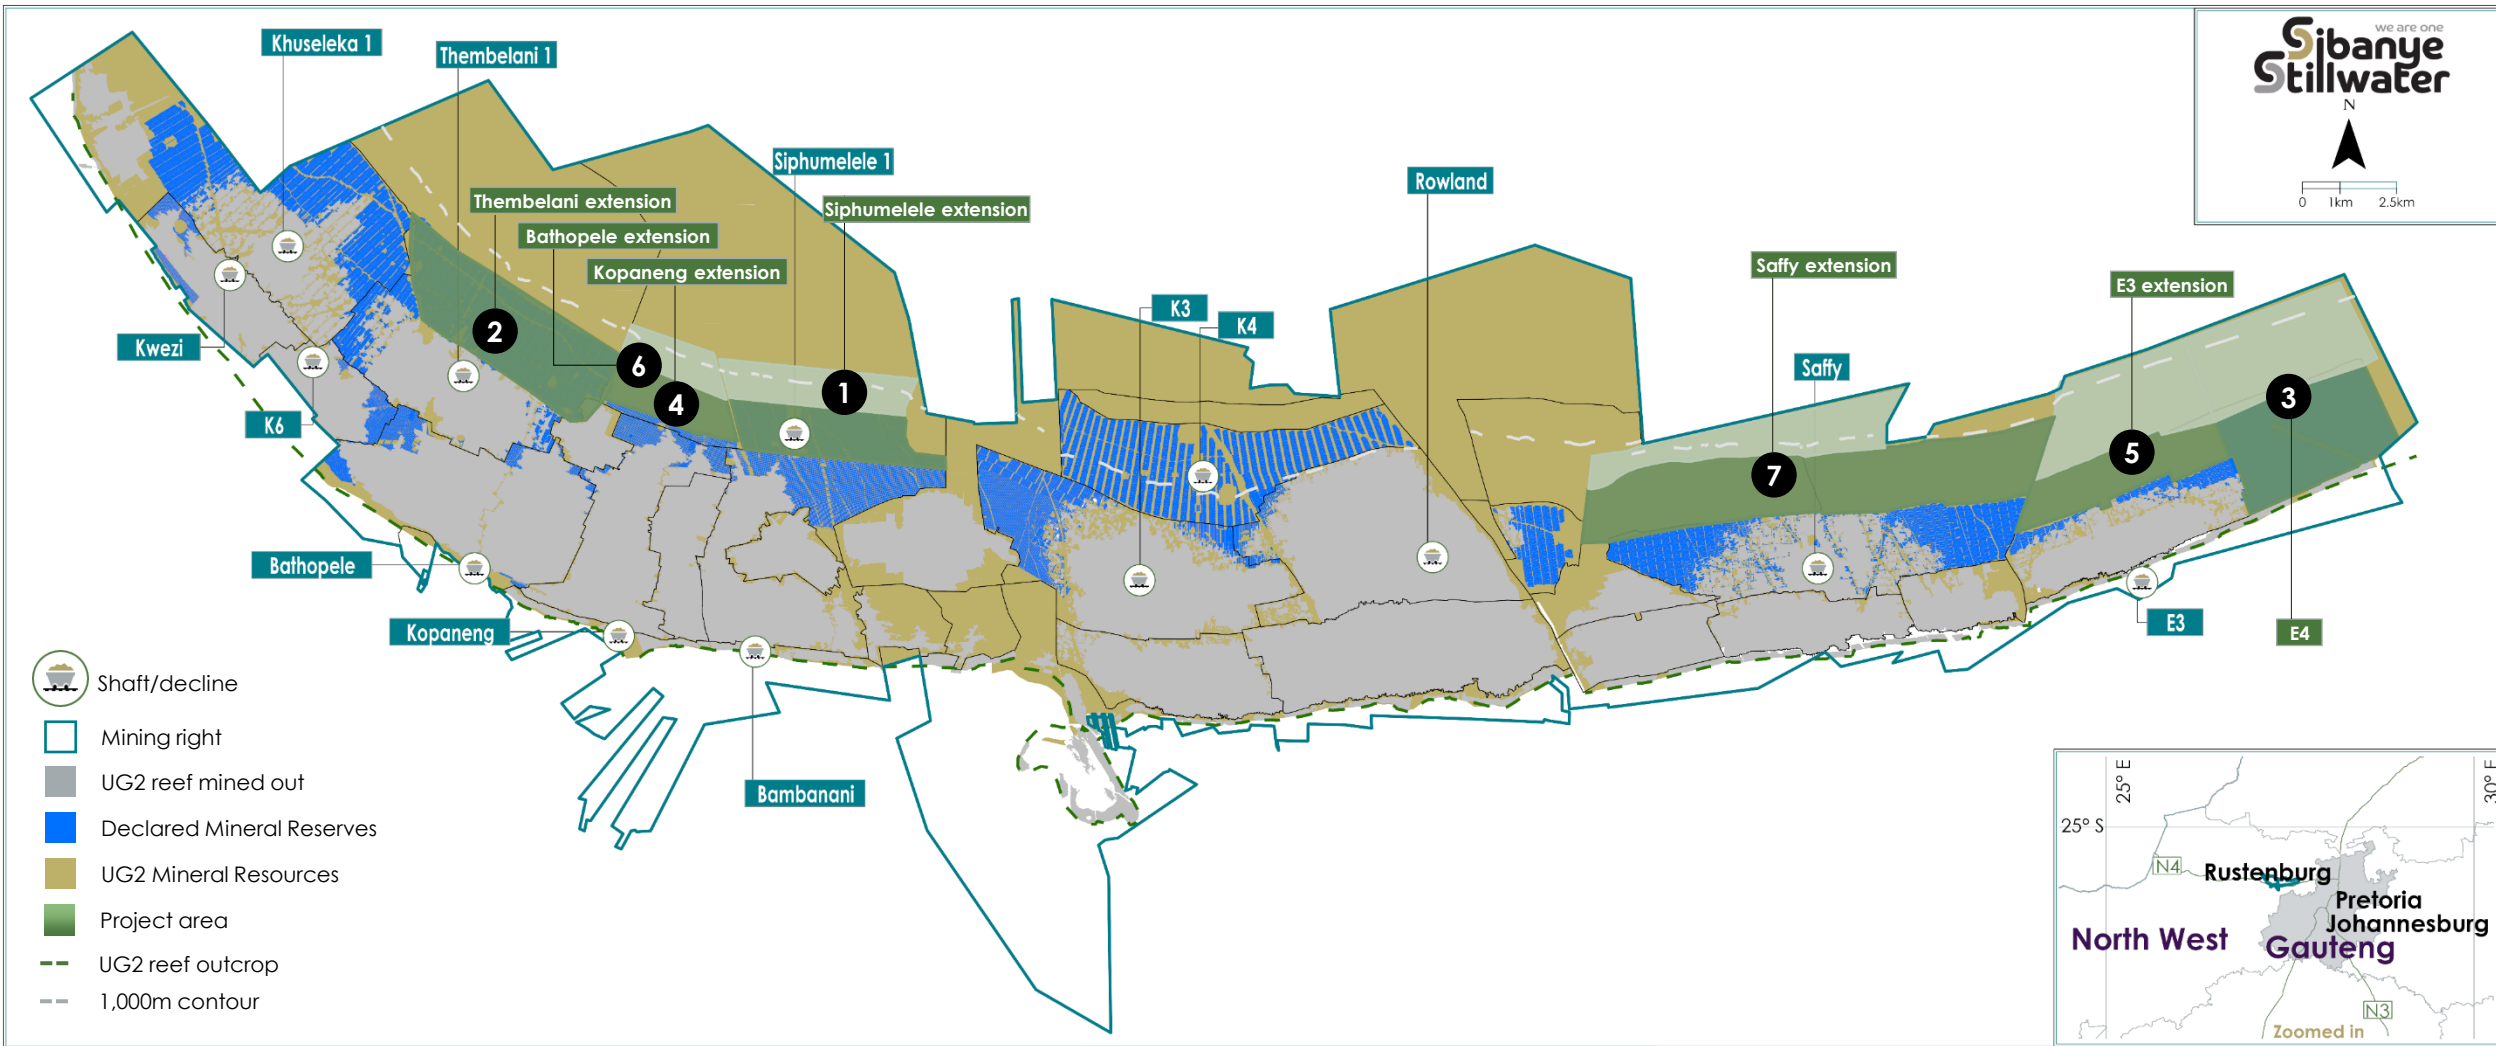 we are one
Sibanye
Stillwater
N
0 1km 2.5km
Khuseleka 1
Thembelani 1
Siphumelele 1
Thembelani extension
Siphumelele extension
Bathopele extension
Kopaneng extension
Rowland
Saffy extension
E3 extension
K3
K4
Saffy
Kwezi
K6
2
6
4
1
7
5
3
Bathopele
Kopaneng
Bambanani
E3
E4
Shaft/decline
Mining right
UG2 reef mined out
Declared Mineral Reserves
UG2 Mineral Resources
Project area
UG2 reef outcrop
1,000m contour
25° E
30° E
25° S
N4
Rustenburg
Pretoria
Johannesburg
North West
Gauteng
N3
Zoomed in